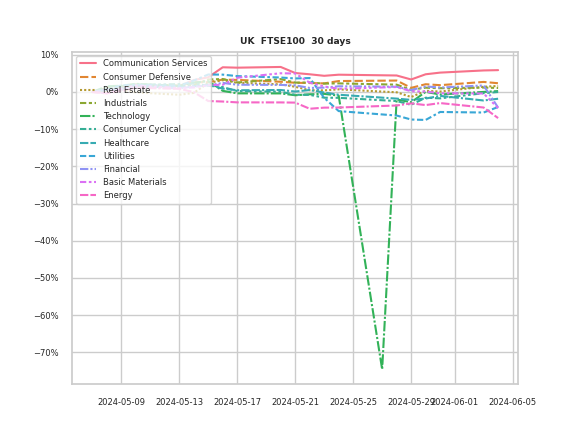 UK FTSE100 30 days
10%
0%
−10%
−20%
−30%
−40%
−50%
−60%
−70%
Communication Services
Consumer Defensive
Real Estate
Industrials
Technology
Consumer Cyclical
Healthcare
Utilities
Financial
Basic Materials
Energy
2024-05-09 2024-05-13 2024-05-17 2024-05-21 2024-05-25 2024-05-29 2024-06-01 2024-06-05